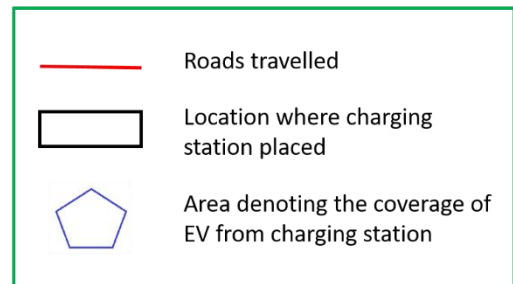 Roads travelled
Location where charging
station placed
Area denoting the coverage of
EV from charging station